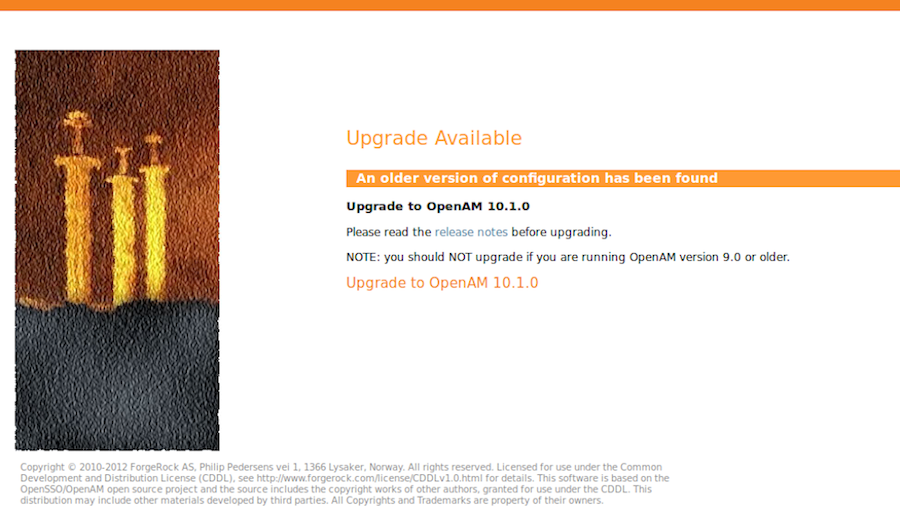 Upgrade Available
An older version of configuration has been found
Upgrade to OpenAM 10.1.0
Please read the release notes before upgrading.
NOTE: you should NOT upgrade if you are running OpenAM version 9.0 or older.
Upgrade to OpenAM 10.1.0
Copyright © 2010-2012 ForgeRock AS, Philip Pedersens vei 1, 1366 Lysaker, Norway. All rights reserved. Licensed for use under the Common
Development and Distribution License (CDDL), see http://www.forgerock.com/license/CDDLv1.0.html for details. This software is based on the
OpenSSO/OpenAM open source project and the source includes the copyright works of other authors, granted for use under the CDDL. This
distribution may include other materials developed by third parties. All Copyrights and Trademarks are property of their owners.